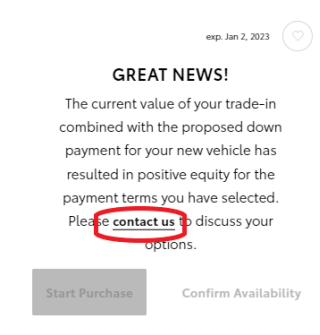 exp. Jan 2, 2023
GREAT NEWS!
The current value of your trade-in
combined with the proposed down
payment for your new vehicle has
resulted in positive equity for the
payment terms you have selected.
Please contact us to discuss your
options.
Start Purchase Confirm Availability